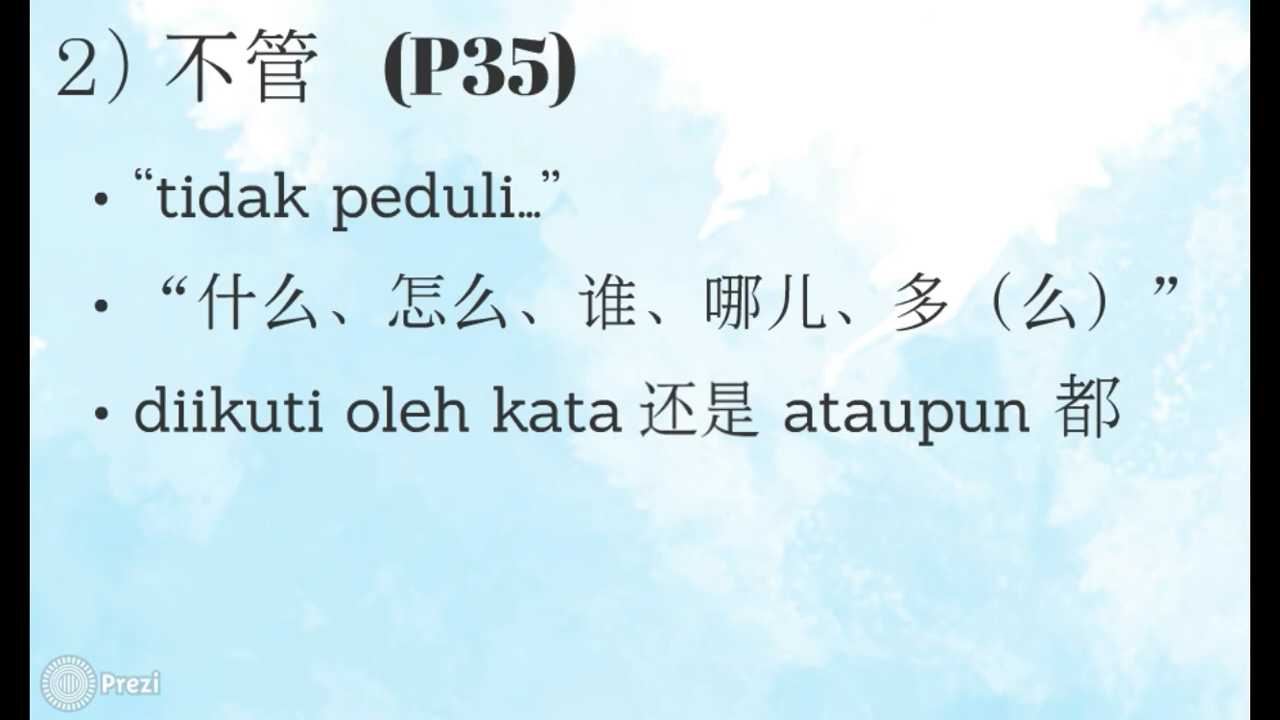 2) 不管 (P35)
• “tidak peduli...”
• “什么、怎么、谁、哪儿、多（么）”
• diikuti oleh kata 还是 ataupun 都
Prezi